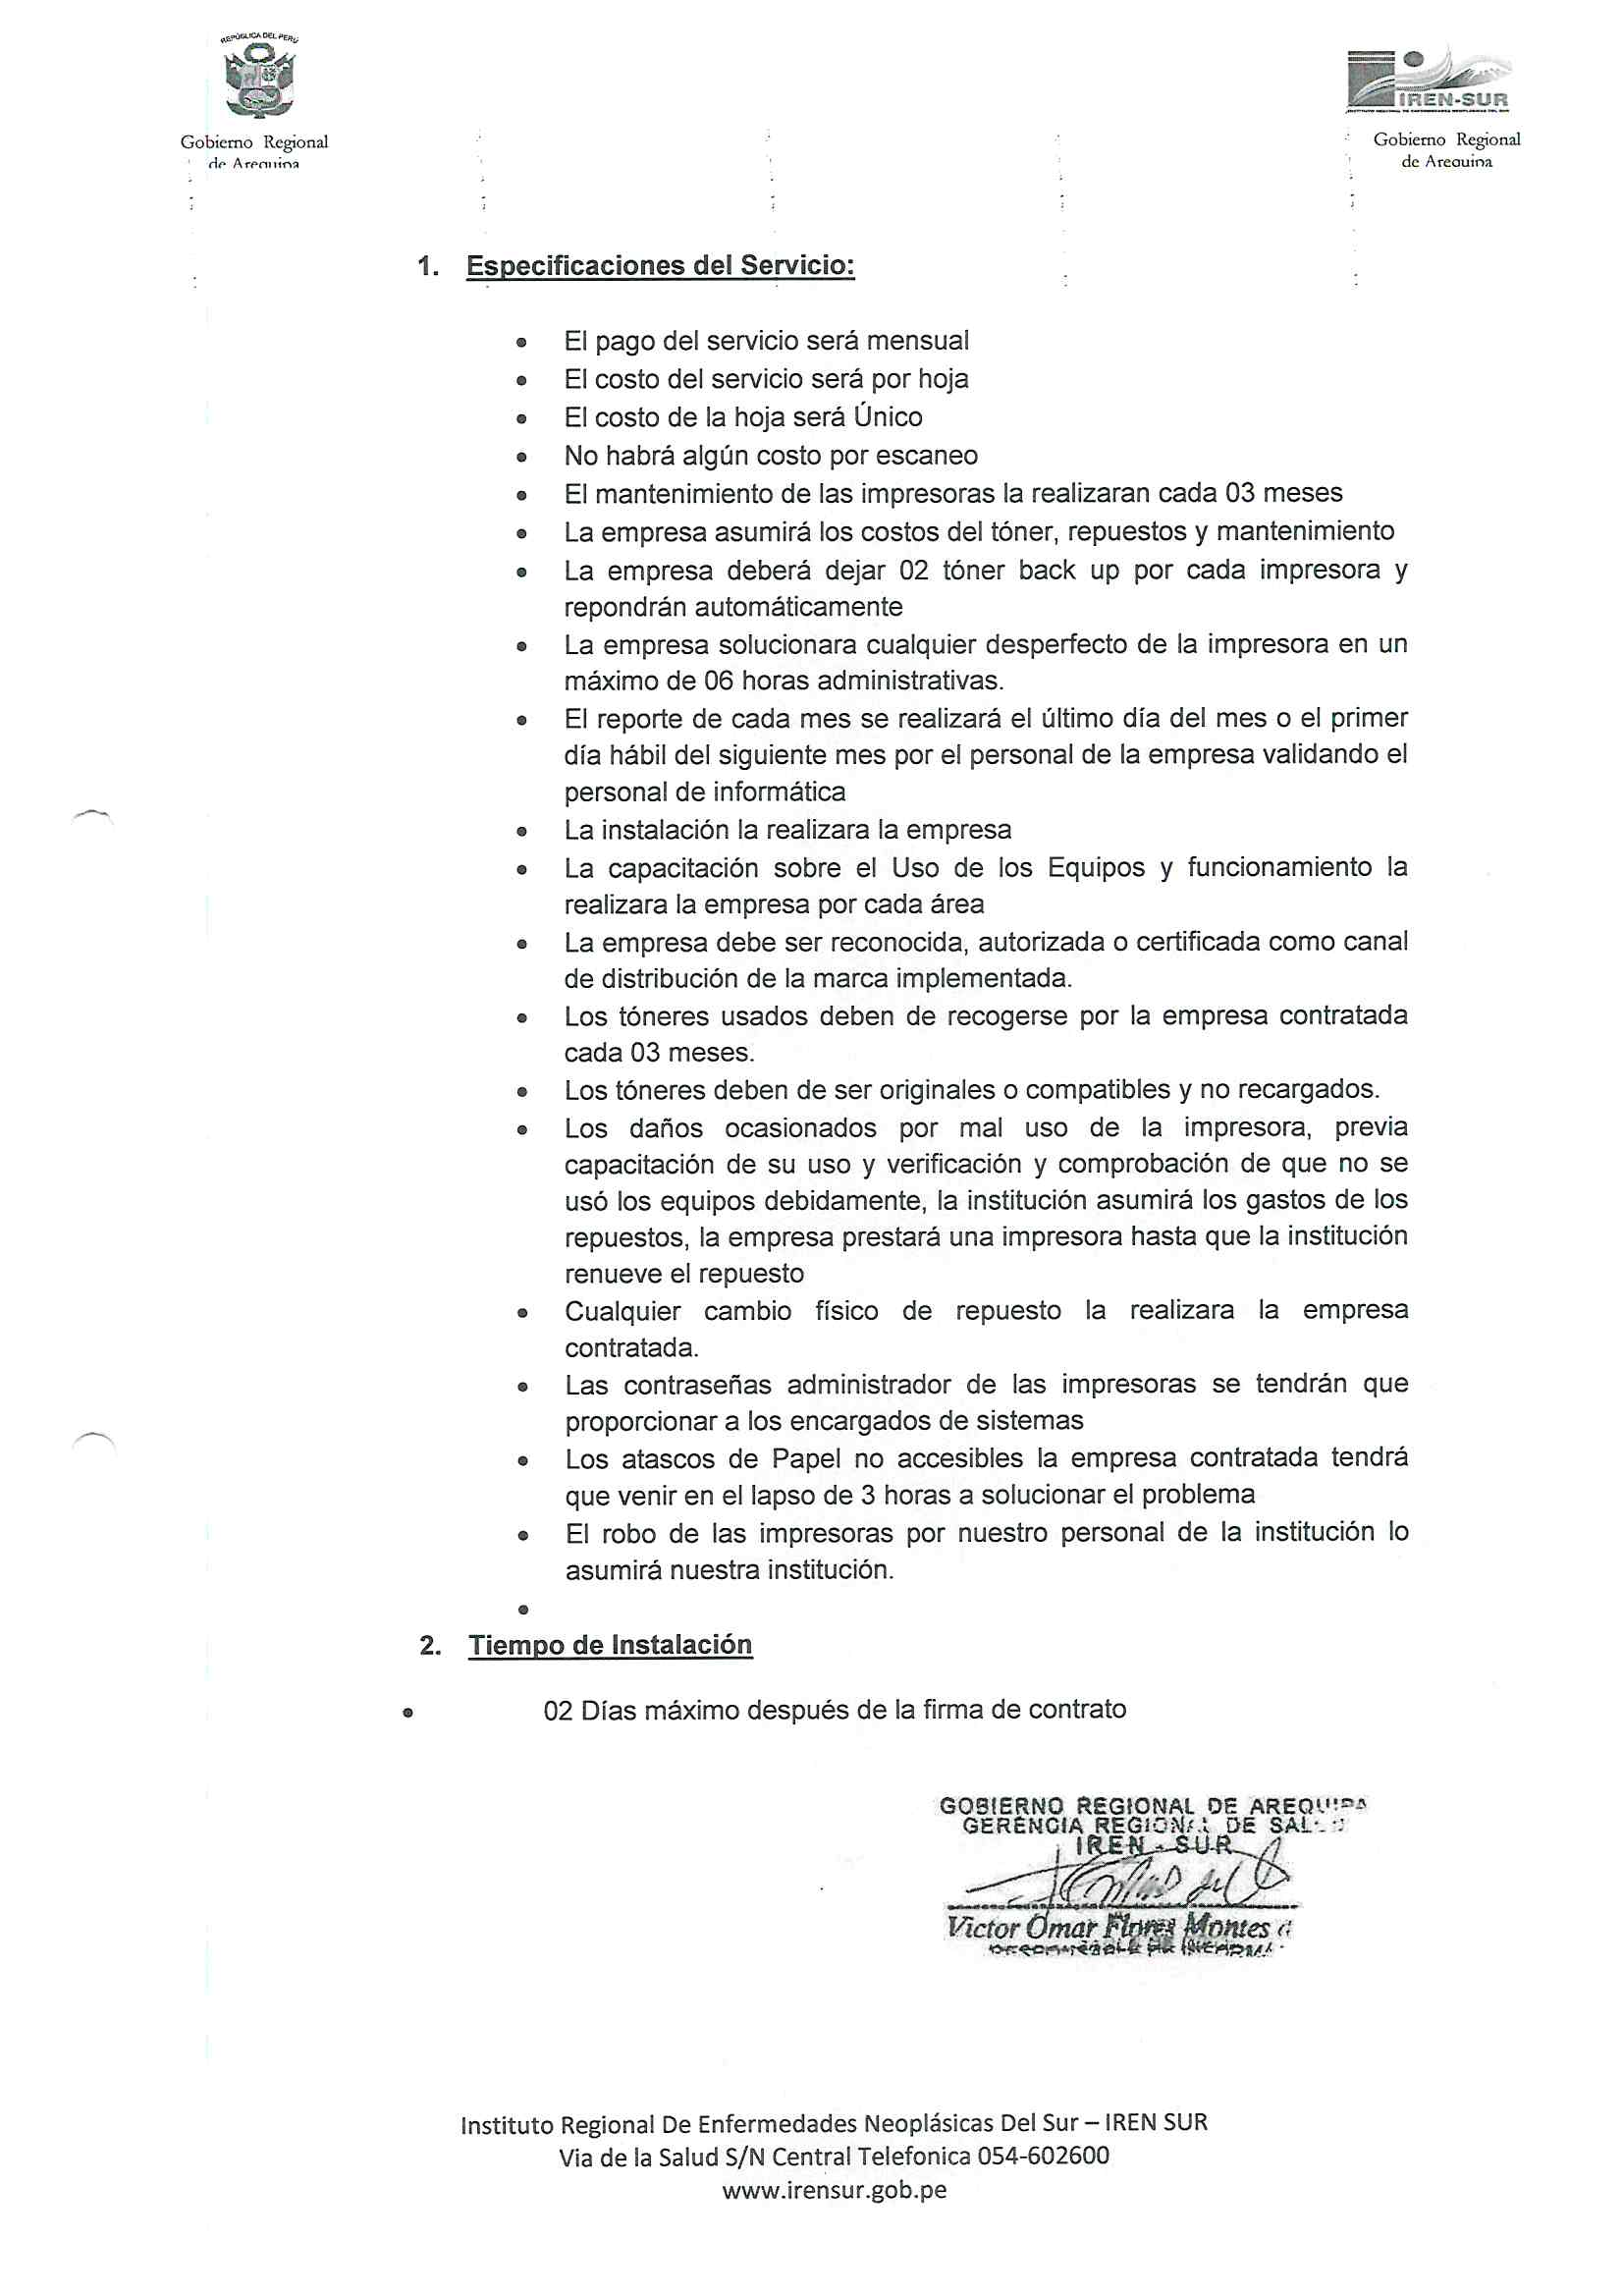 REPÚBLICA DEL PERÚ
Gobierno Regional
de Arequipa
IREN-SUR
Gobierno Regional
de Arequipa
1. Especificaciones del Servicio:
• El pago del servicio será mensual
• El costo del servicio será por hoja
• El costo de la hoja será Único
• No habrá algún costo por escaneo
• El mantenimiento de las impresoras la realizaran cada 03 meses
• La empresa asumirá los costos del tóner, repuestos y mantenimiento
• La empresa deberá dejar 02 tóner back up por cada impresora y
repondrán automáticamente
• La empresa solucionara cualquier desperfecto de la impresora en un
máximo de 06 horas administrativas.
• El reporte de cada mes se realizará el último día del mes o el primer
día hábil del siguiente mes por el personal de la empresa validando el
personal de informática
• La instalación la realizara la empresa
• La capacitación sobre el Uso de los Equipos y funcionamiento la
realizara la empresa por cada área
• La empresa debe ser reconocida, autorizada o certificada como canal
de distribución de la marca implementada.
• Los tóneres usados deben de recogerse por la empresa contratada
cada 03 meses.
• Los tóneres deben de ser originales o compatibles y no recargados.
• Los daños ocasionados por mal uso de la impresora, previa
capacitación de su uso y verificación y comprobación de que no se
usó los equipos debidamente, la institución asumirá los gastos de los
repuestos, la empresa prestará una impresora hasta que la institución
renueve el repuesto
• Cualquier cambio físico de repuesto la realizara la empresa
contratada.
• Las contraseñas administrador de las impresoras se tendrán que
proporcionar a los encargados de sistemas
• Los atascos de Papel no accesibles la empresa contratada tendrá
que venir en el lapso de 3 horas a solucionar el problema
• El robo de las impresoras por nuestro personal de la institución lo
asumirá nuestra institución.
•
2. Tiempo de Instalación
• 02 Días máximo después de la firma de contrato
GOBIERNO REGIONAL DE AREQUIPA
GERENCIA REGIONAL DE SALUD
IREN - SUR
Victor Omar Flores Montes
Instituto Regional De Enfermedades Neoplásicas Del Sur – IREN SUR
Via de la Salud S/N Central Telefonica 054-602600
www.irensur.gob.pe